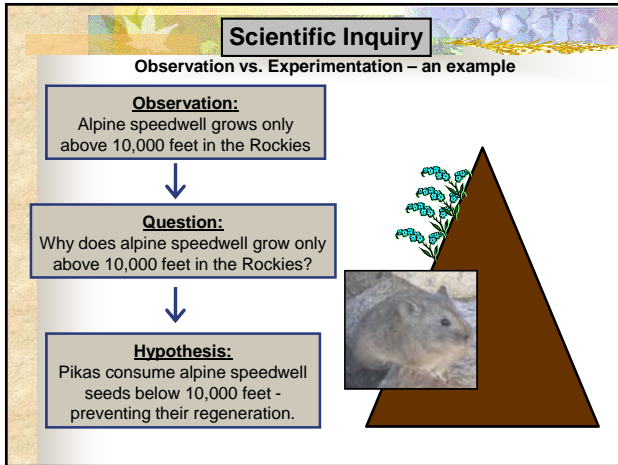 Scientific Inquiry
Observation vs. Experimentation – an example
Observation:
Alpine speedwell grows only
above 10,000 feet in the Rockies
Question:
Why does alpine speedwell grow only
above 10,000 feet in the Rockies?
Hypothesis:
Pikas consume alpine speedwell
seeds below 10,000 feet -
preventing their regeneration.